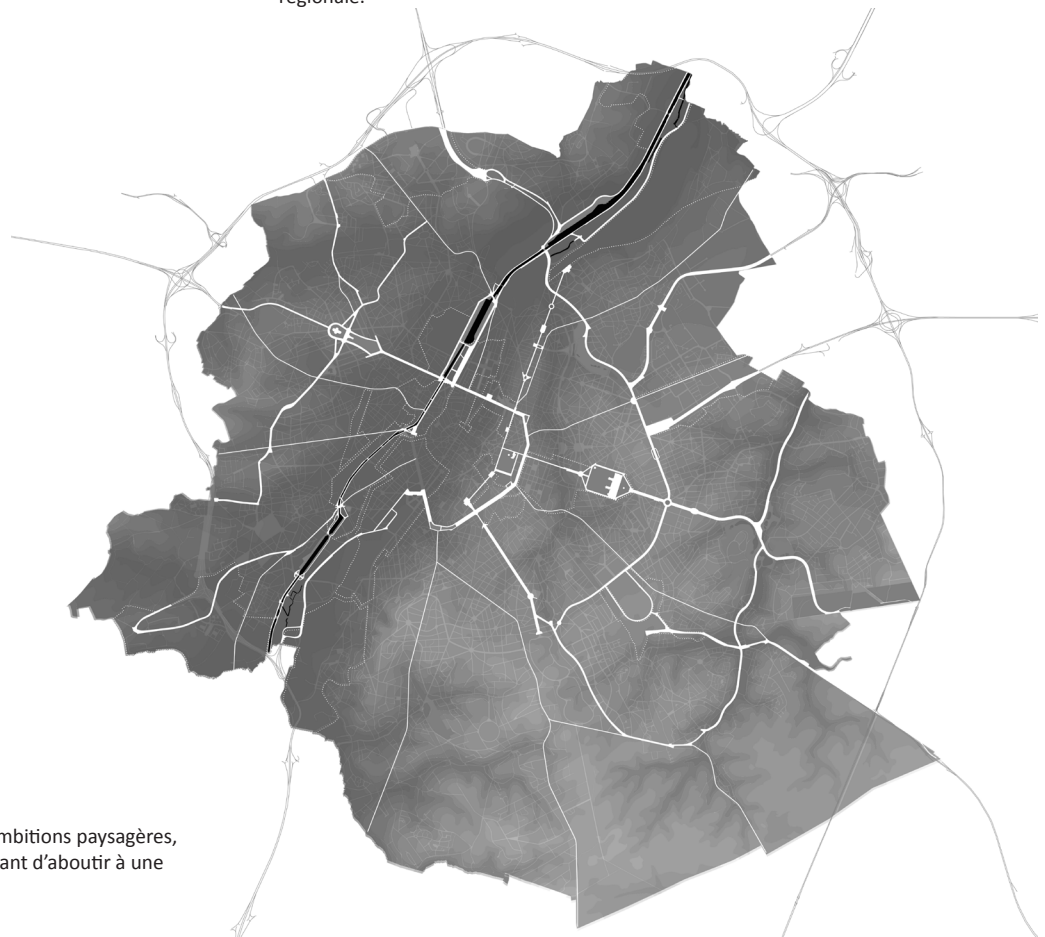 régionale.
mbitions paysagères,
ant d’aboutir à une